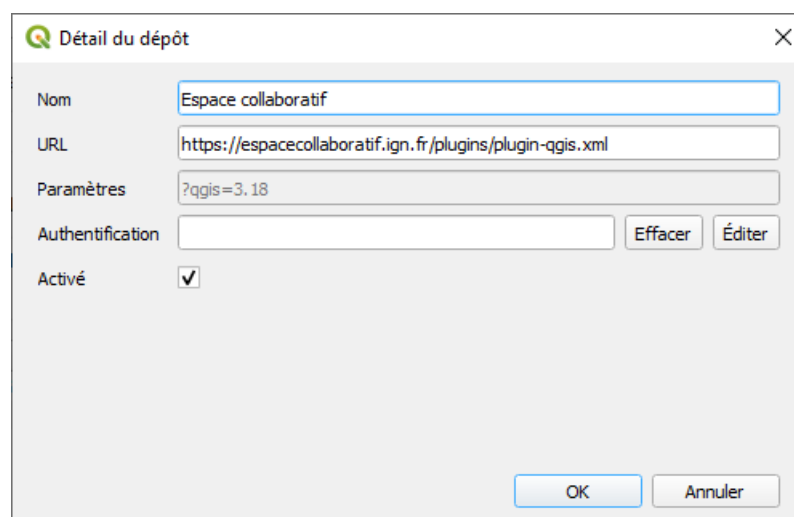 Détail du dépôt
Nom Espace collaboratif
URL https://espacecollaboratif.ign.fr/plugins/plugin-qgis.xml
Paramètres ?qgis=3.18
Authentification Effacer Éditer
Activé
OK Annuler